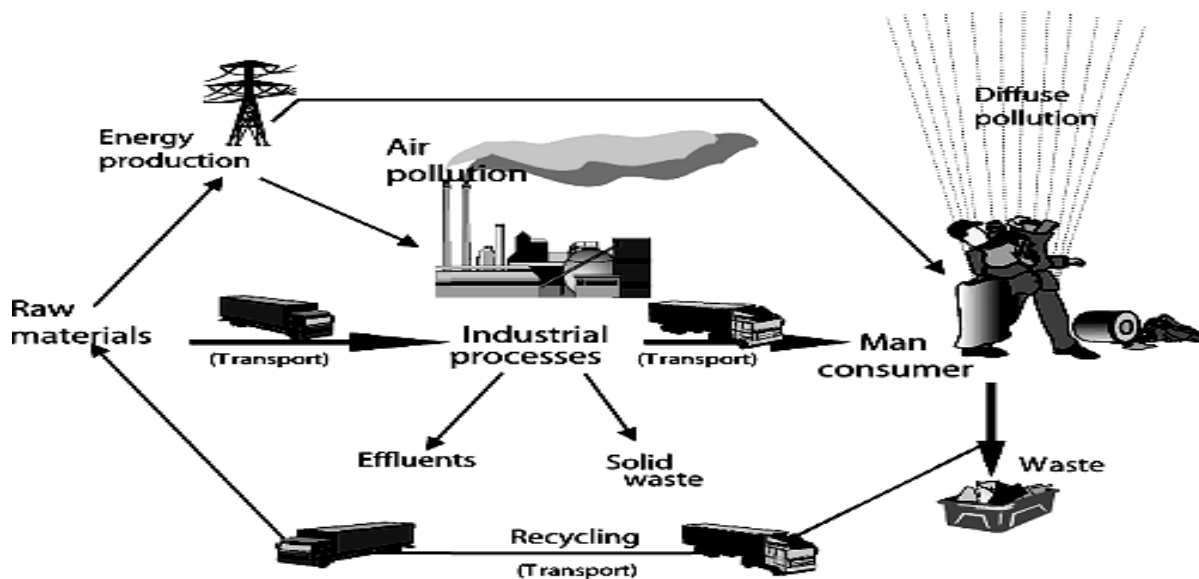 Energy
production
Air
pollution
Diffuse
pollution
Raw
materials
(Transport)
Industrial
processes
(Transport)
Man
consumer
Effluents
Solid
waste
Waste
Recycling
(Transport)